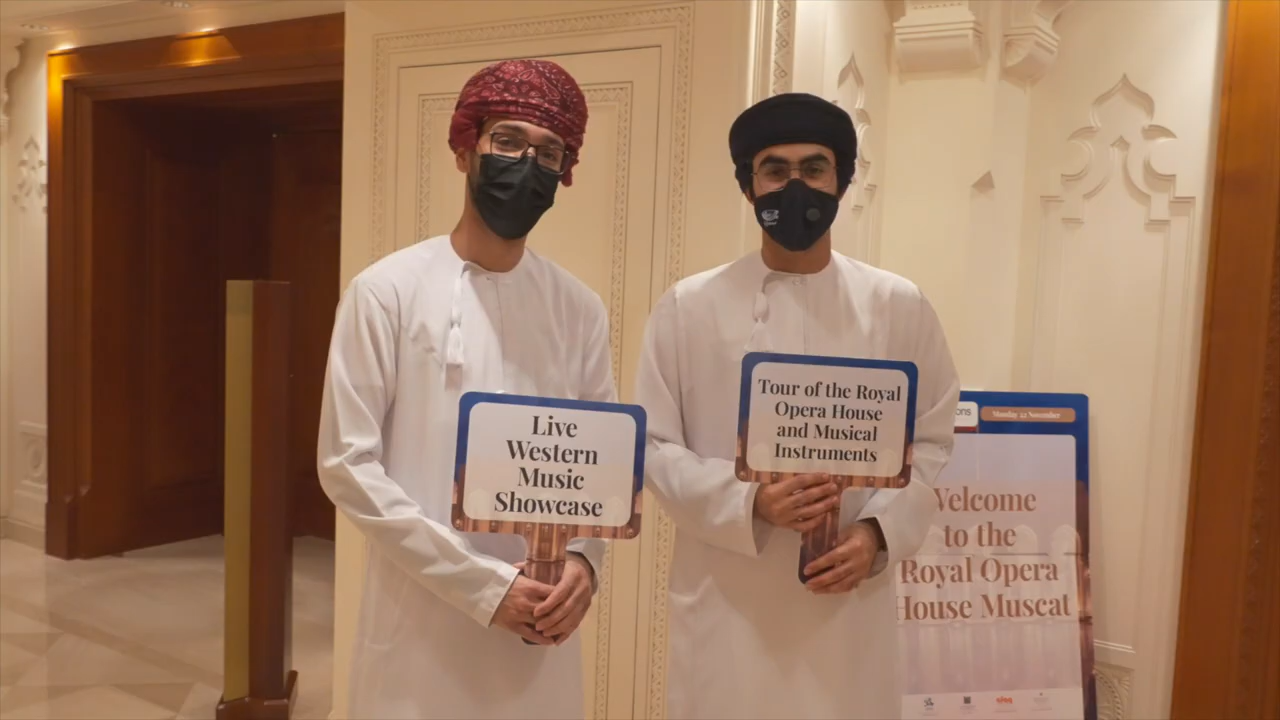 Live
Western
Music
Showcase
Tour of the Royal
Opera House
and Musical
Instruments
Monday 22 November
Welcome
to the
Royal Opera
House Muscat